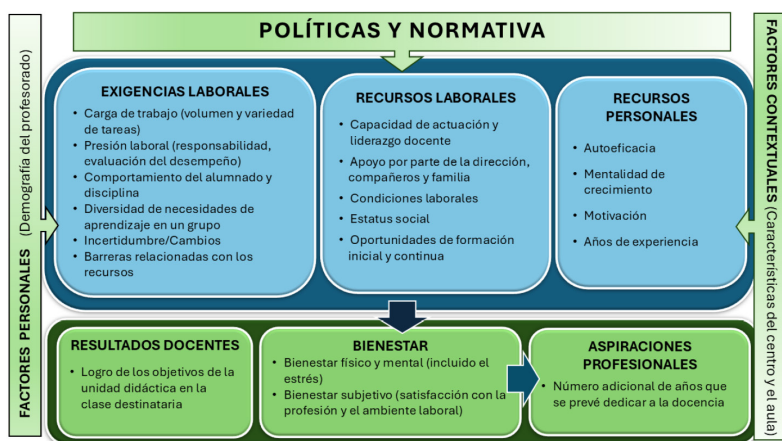 POLÍTICAS Y NORMATIVA
FACTORES PERSONALES (Demografía del profesorado)
EXIGENCIAS LABORALES
• Carga de trabajo (volumen y variedad
de tareas)
• Presión laboral (responsabilidad,
evaluación del desempeño)
• Comportamiento del alumnado y
disciplina
• Diversidad de necesidades de
aprendizaje en un grupo
• Incertidumbre/Cambios
• Barreras relacionadas con los
recursos
RECURSOS LABORALES
• Capacidad de actuación y
liderazgo docente
• Apoyo por parte de la dirección,
compañeros y familia
• Condiciones laborales
• Estatus social
• Oportunidades de formación
inicial y continua
RECURSOS
PERSONALES
• Autoeficacia
• Mentalidad de
crecimiento
• Motivación
• Años de experiencia
FACTORES CONTEXTUALES (Características del centro y el aula)
RESULTADOS DOCENTES
• Logro de los objetivos de la
unidad didáctica en la
clase destinataria
BIENESTAR
• Bienestar físico y mental (incluido el
estrés)
• Bienestar subjetivo (satisfacción con la
profesión y el ambiente laboral)
ASPIRACIONES
PROFESIONALES
• Número adicional de años que
se prevé dedicar a la docencia